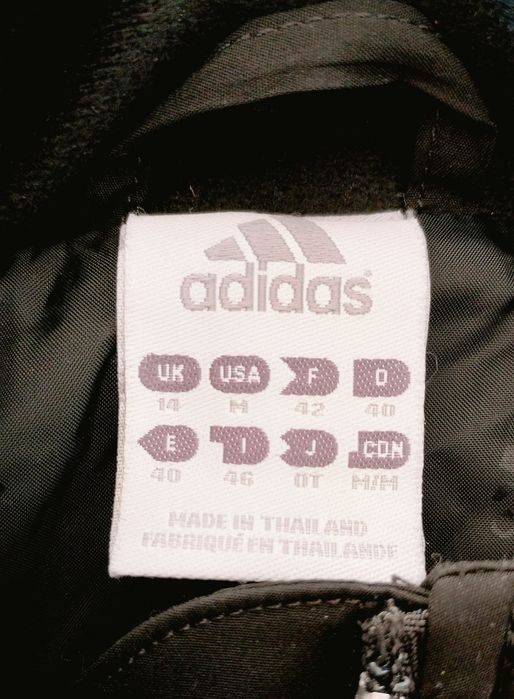 adidas
UK USA F D
14 M 42 40
E I J CDN
40 46 OT M/M
MADE IN THAILAND
FABRIQUÉ EN THAILANDE